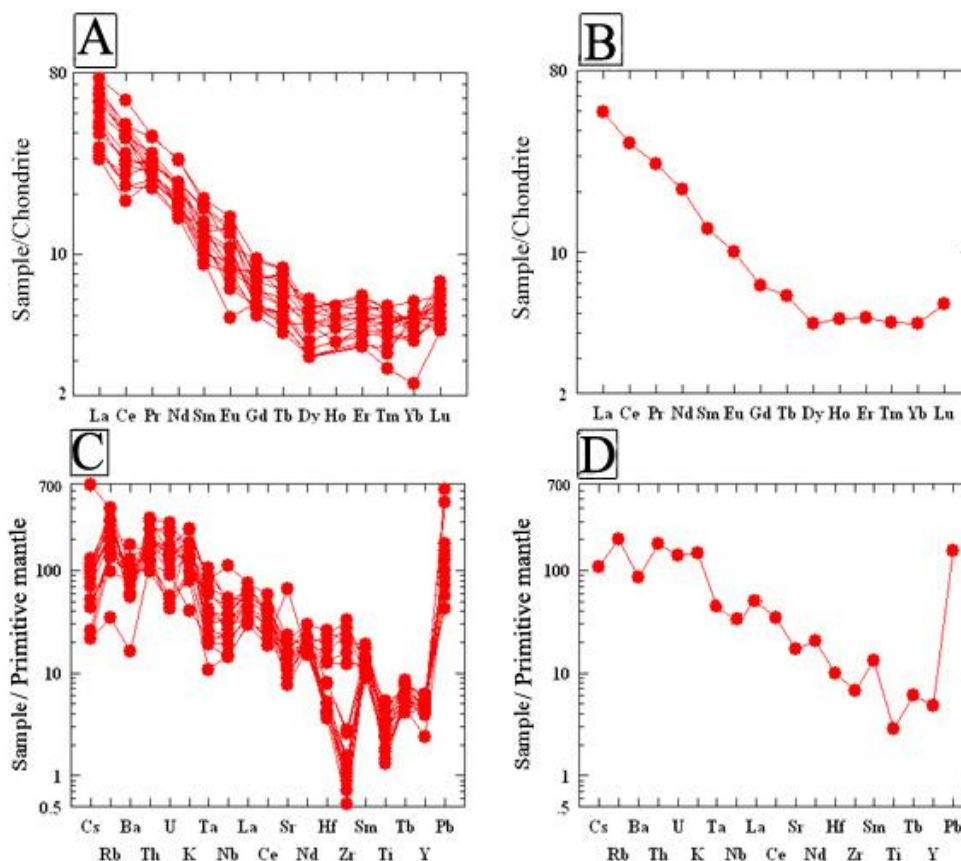 A
B
80
10
2
Sample/Chondrite
La Ce Pr Nd Sm Eu Gd Tb Dy Ho Er Tm Yb Lu
80
10
2
Sample/Chondrite
La Ce Pr Nd Sm Eu Gd Tb Dy Ho Er Tm Yb Lu
C
D
700
100
10
1
0.5
Sample/ Primitive mantle
Cs Ba U Ta La Sr Hf Sm Tb Pb
Rb Th K Nb Ce Nd Zr Ti Y
700
100
10
1
.5
Sample/ Primitive mantle
Cs Ba U Ta La Sr Hf Sm Tb Pb
Rb Th K Nb Ce Nd Zr Ti Y